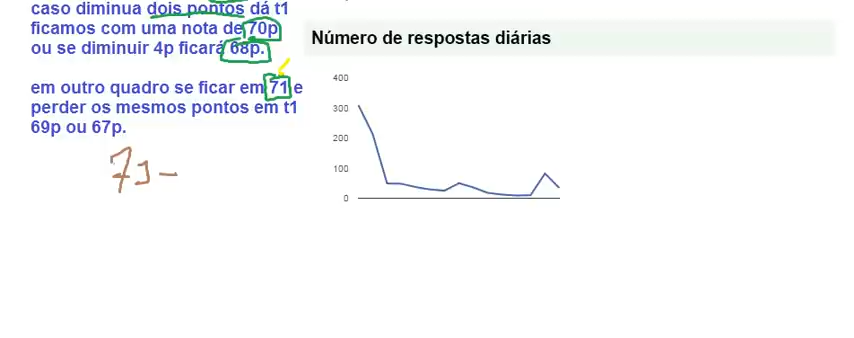 caso diminua dois pontos dá t1
ficamos com uma nota de 70p
ou se diminuir 4p ficará 68p.
em outro quadro se ficar em 71 e
perder os mesmos pontos em t1
69p ou 67p.
71 -
Número de respostas diárias
400
300
200
100
0